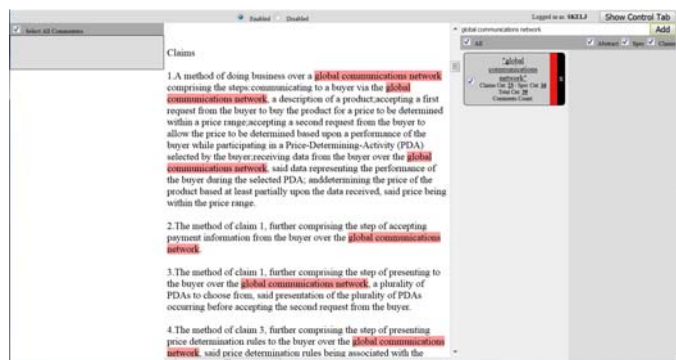 Enabled Disabled
Logged in as: SKELJ
Show Control Tab
Select All Commenters
global communications network
Add
All
Abstract Spec Claims
Claims
1.A method of doing business over a global communications network
comprising the steps:communicating to a buyer via the global
communications network, a description of a product;accepting a first
request from the buyer to buy the product for a price to be determined
within a price range;accepting a second request from the buyer to
allow the price to be determined based upon a performance of the
buyer while participating in a Price-Determining-Activity (PDA)
selected by the buyer;receiving data from the buyer over the global
communications network, said data representing the performance of
the buyer during the selected PDA; anddetermining the price of the
product based at least partially upon the data received, said price being
within the price range.
2.The method of claim 1, further comprising the step of accepting
payment information from the buyer over the global communications
network.
3.The method of claim 1, further comprising the step of presenting to
the buyer over the global communications network, a plurality of
PDAs to choose from, said presentation of the plurality of PDAs
occurring before accepting the second request from the buyer.
4.The method of claim 3, further comprising the step of presenting
price determination rules to the buyer over the global communications
network, said price determination rules being associated with the
"global
communications
network"
Claims Cnt: 23 Spec Cnt: 16
Total Cnt: 39
Comments Count: